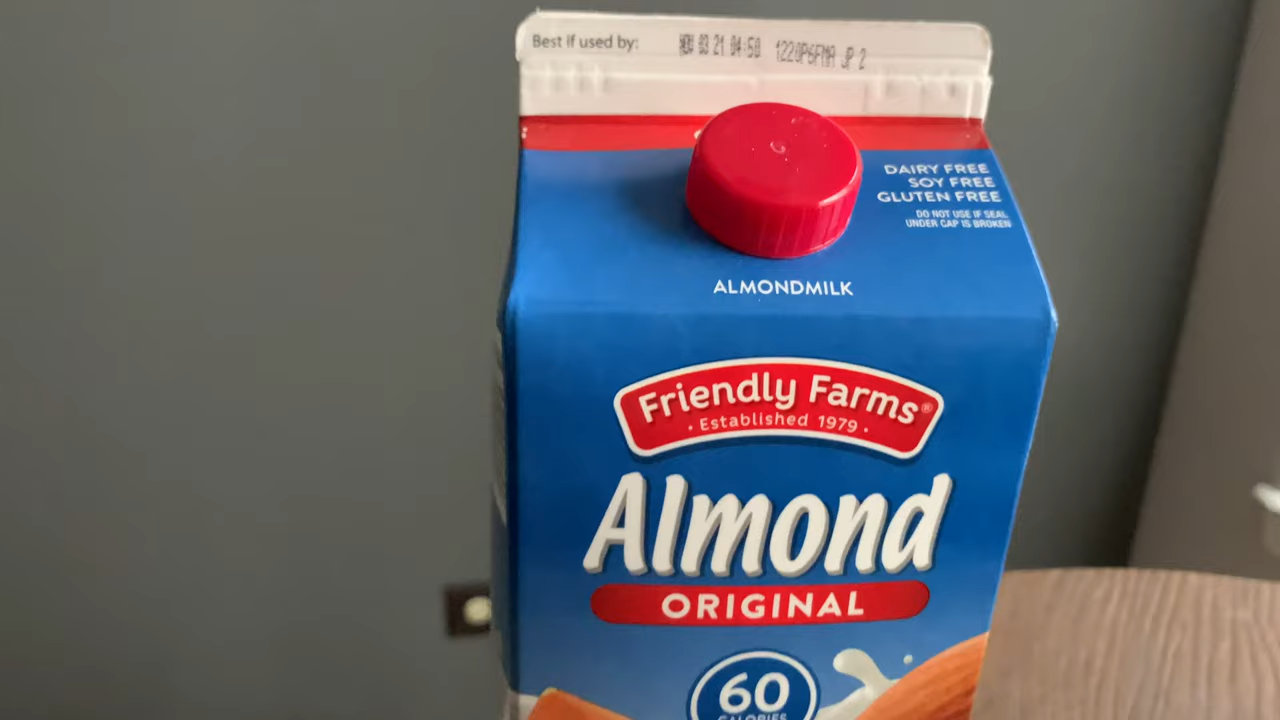 Best if used by: NOV 03 21 04:50 1220P6FMA JP 2
DAIRY FREE
SOY FREE
GLUTEN FREE
DO NOT USE IF SEAL
UNDER CAP IS BROKEN
ALMONDMILK
Friendly Farms®
• Established 1979 •
Almond
ORIGINAL
60
CALORIES